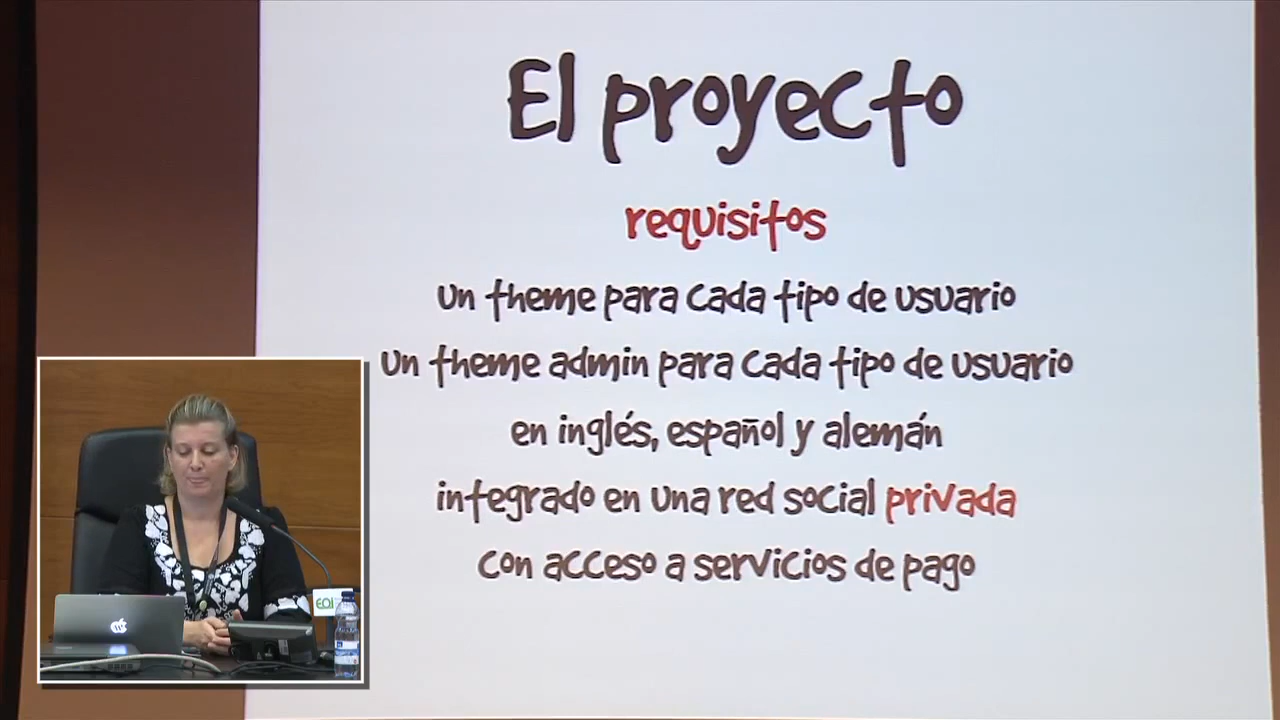 El proyecto
requisitos
un theme para cada tipo de usuario
un theme admin para cada tipo de usuario
en inglés, español y alemán
integrado en una red social privada
con acceso a servicios de pago
EOI